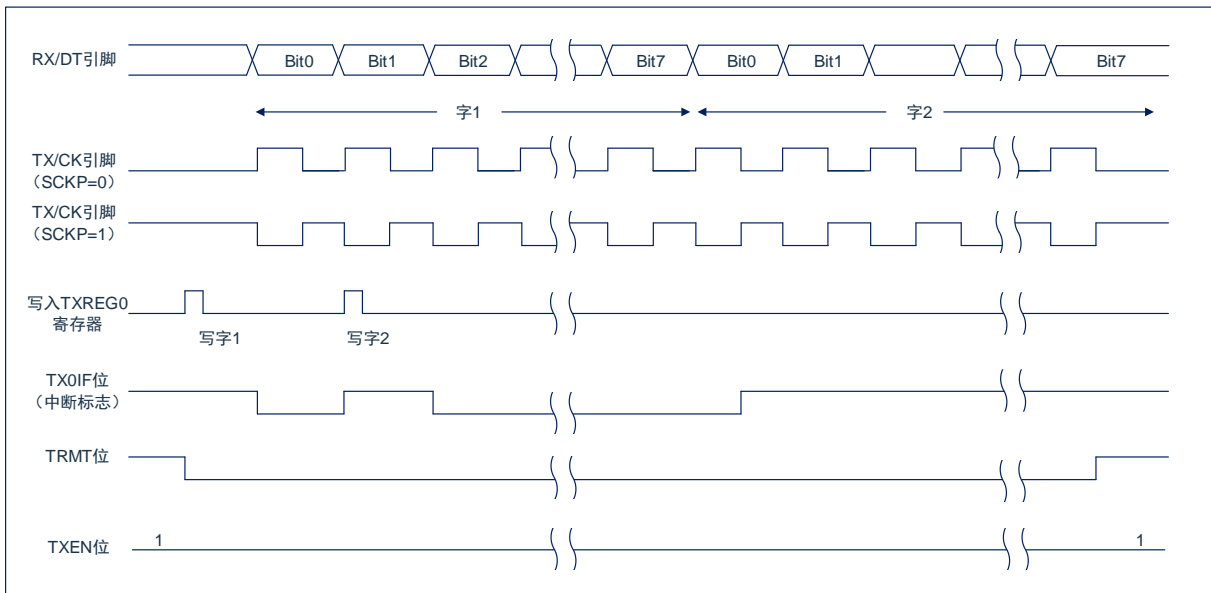 RX/DT引脚
Bit0 Bit1 Bit2 Bit7 Bit0 Bit1 Bit7
字1 字2
TX/CK引脚
（SCKP=0）
TX/CK引脚
（SCKP=1）
写入TXREG0
寄存器
写字1 写字2
TX0IF位
（中断标志）
TRMT位
TXEN位
1 1